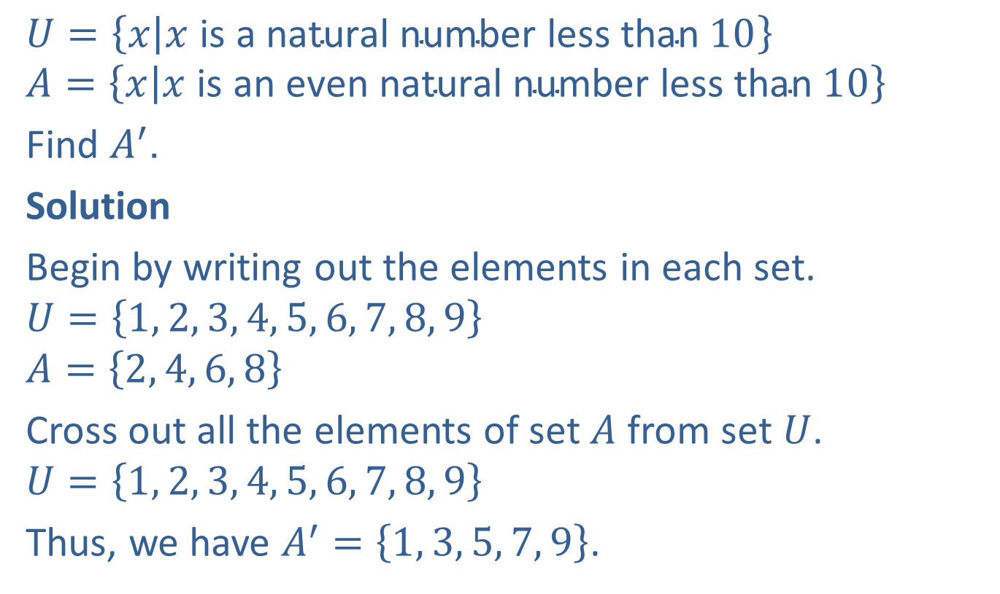 U = {x|x is a natural number less than 10}
A = {x|x is an even natural number less than 10}
Find A′.
Solution
Begin by writing out the elements in each set.
U = {1, 2, 3, 4, 5, 6, 7, 8, 9}
A = {2, 4, 6, 8}
Cross out all the elements of set A from set U.
U = {1, 2, 3, 4, 5, 6, 7, 8, 9}
Thus, we have A′ = {1, 3, 5, 7, 9}.